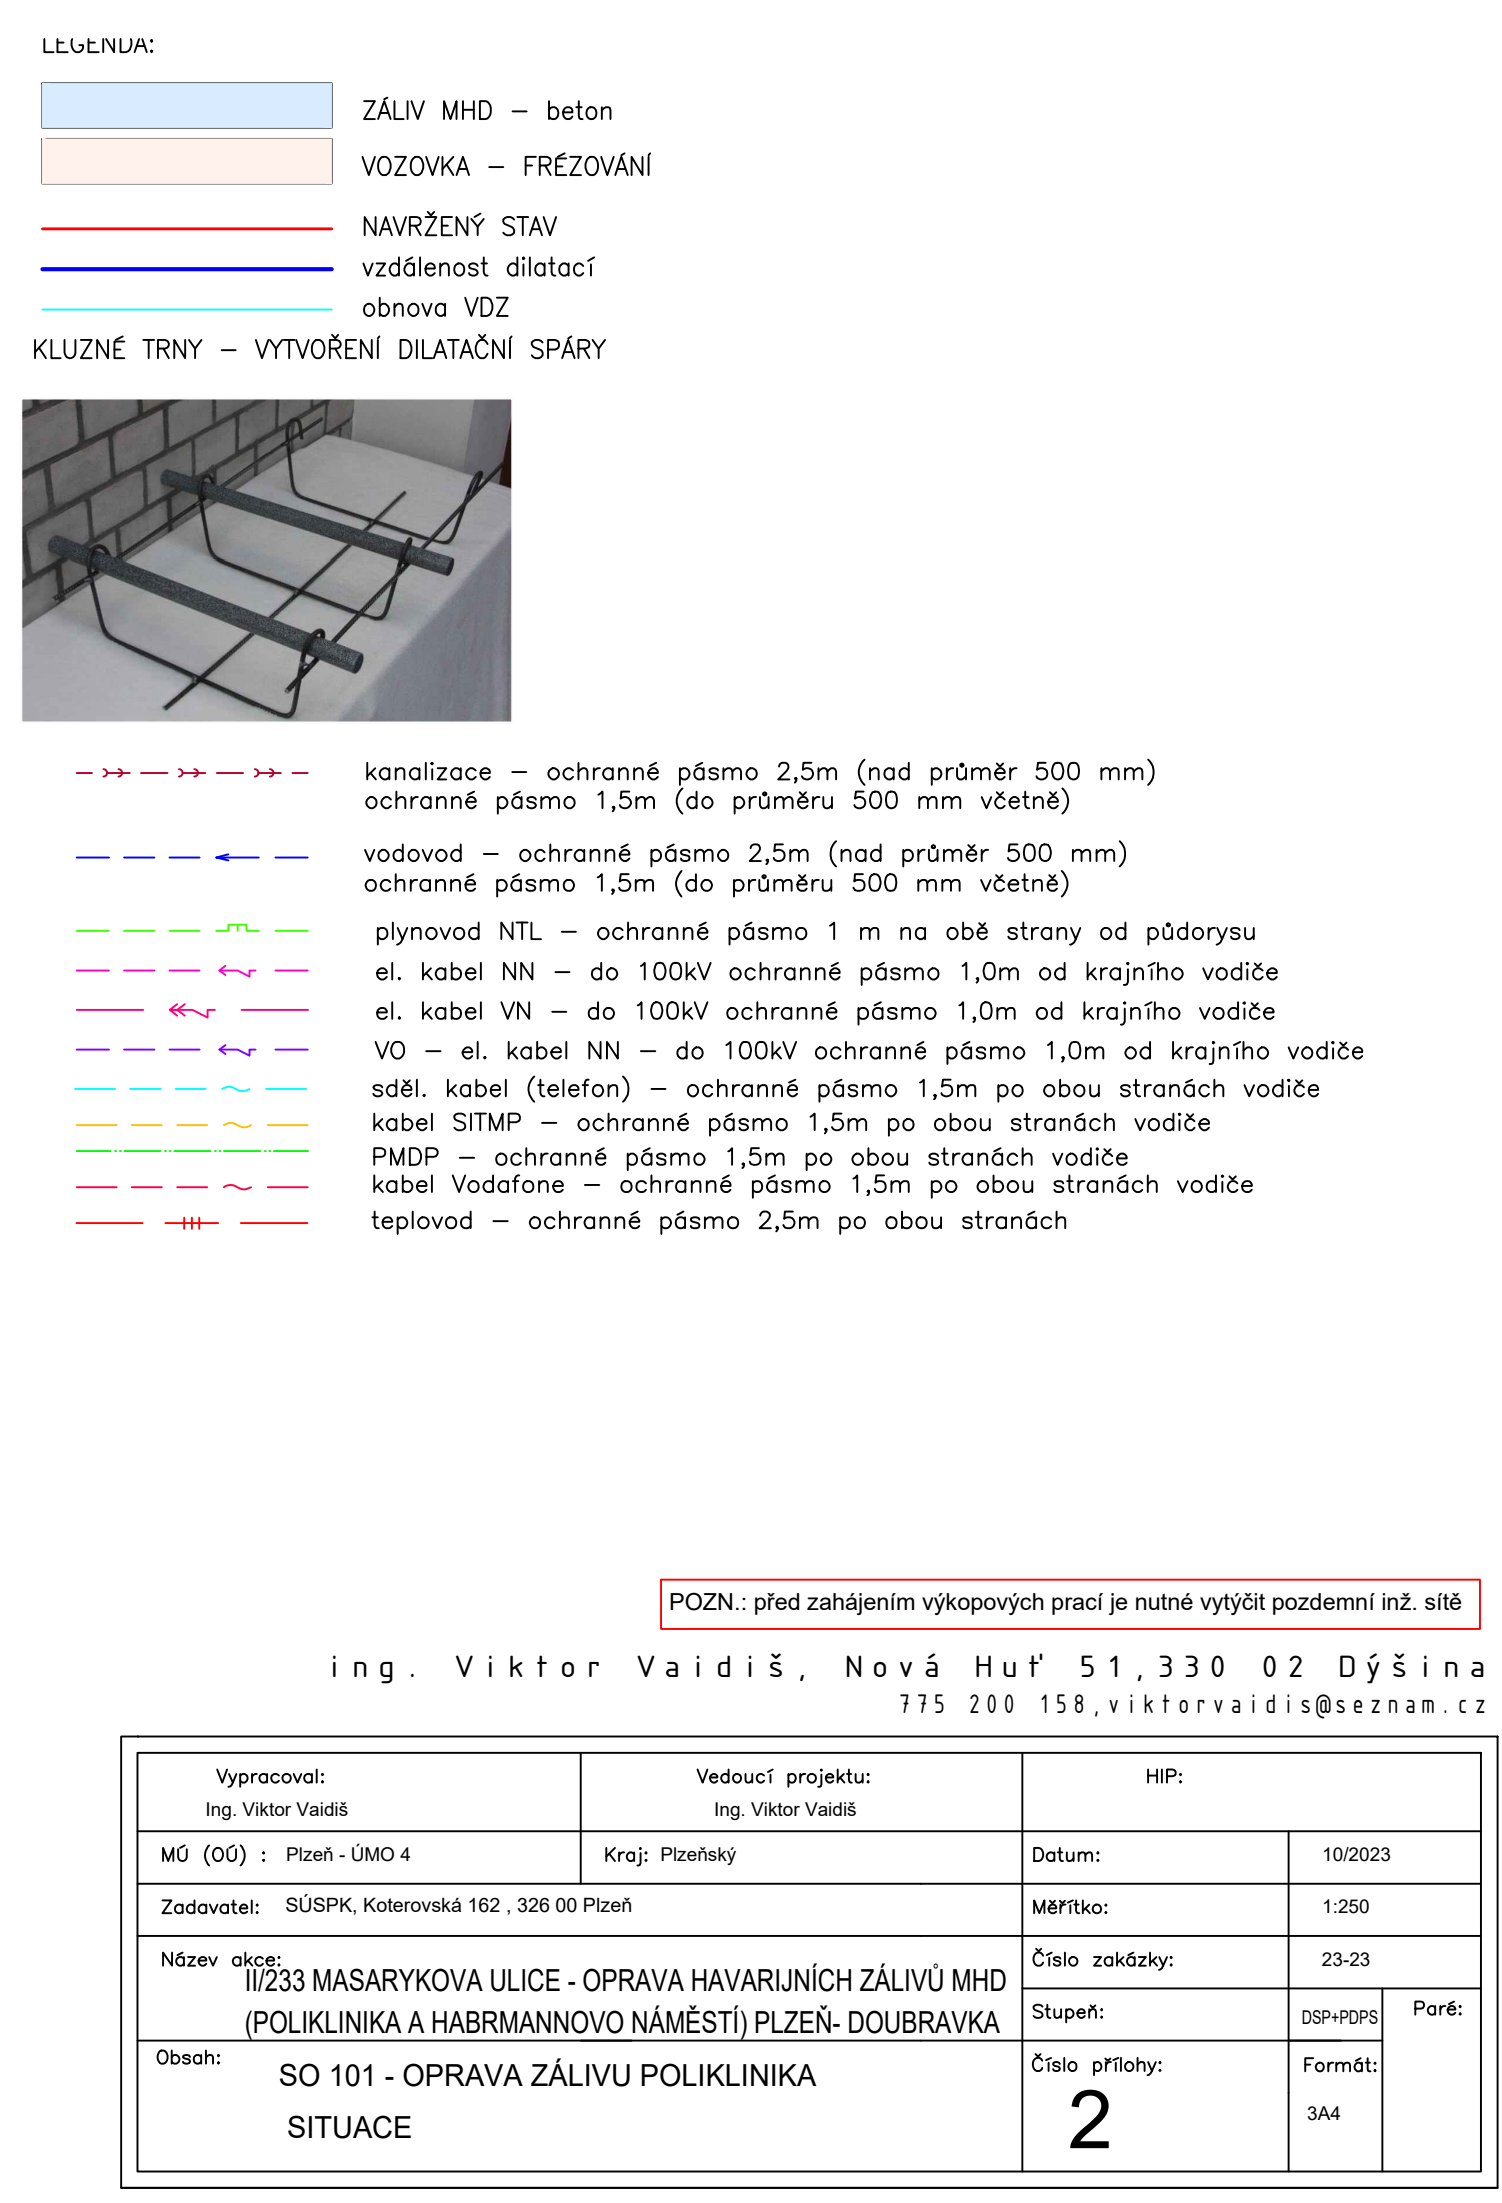 LEGENDA:
ZÁLIV MHD – beton
VOZOVKA – FRÉZOVÁNÍ
NAVRŽENÝ STAV
vzdálenost dilatací
obnova VDZ
KLUZNÉ TRNY – VYTVOŘENÍ DILATAČNÍ SPÁRY
kanalizace – ochranné pásmo 2,5m (nad průměr 500 mm)
ochranné pásmo 1,5m (do průměru 500 mm včetně)
vodovod – ochranné pásmo 2,5m (nad průměr 500 mm)
ochranné pásmo 1,5m (do průměru 500 mm včetně)
plynovod NTL – ochranné pásmo 1 m na obě strany od půdorysu
el. kabel NN – do 100kV ochranné pásmo 1,0m od krajního vodiče
el. kabel VN – do 100kV ochranné pásmo 1,0m od krajního vodiče
VO – el. kabel NN – do 100kV ochranné pásmo 1,0m od krajního vodiče
sděl. kabel (telefon) – ochranné pásmo 1,5m po obou stranách vodiče
kabel SITMP – ochranné pásmo 1,5m po obou stranách vodiče
PMDP – ochranné pásmo 1,5m po obou stranách vodiče
kabel Vodafone – ochranné pásmo 1,5m po obou stranách vodiče
teplovod – ochranné pásmo 2,5m po obou stranách
POZN.: před zahájením výkopových prací je nutné vytýčit pozdemní inž. sítě
ing. Viktor Vaidiš, Nová Huť 51,330 02 Dýšina
775 200 158,viktorvaidis@seznam.cz
Vypracoval:
Ing. Viktor Vaidiš
Vedoucí projektu:
Ing. Viktor Vaidiš
HIP:
MÚ (OÚ) : Plzeň - ÚMO 4
Kraj: Plzeňský
Datum: 10/2023
Zadavatel: SÚSPK, Koterovská 162 , 326 00 Plzeň
Měřítko: 1:250
Název akce:
II/233 MASARYKOVA ULICE - OPRAVA HAVARIJNÍCH ZÁLIVŮ MHD
(POLIKLINIKA A HABRMANNOVO NÁMĚSTÍ) PLZEŇ- DOUBRAVKA
Číslo zakázky: 23-23
Stupeň: DSP+PDPS
Paré:
Obsah:
SO 101 - OPRAVA ZÁLIVU POLIKLINIKA
SITUACE
Číslo přílohy:
2
Formát:
3A4